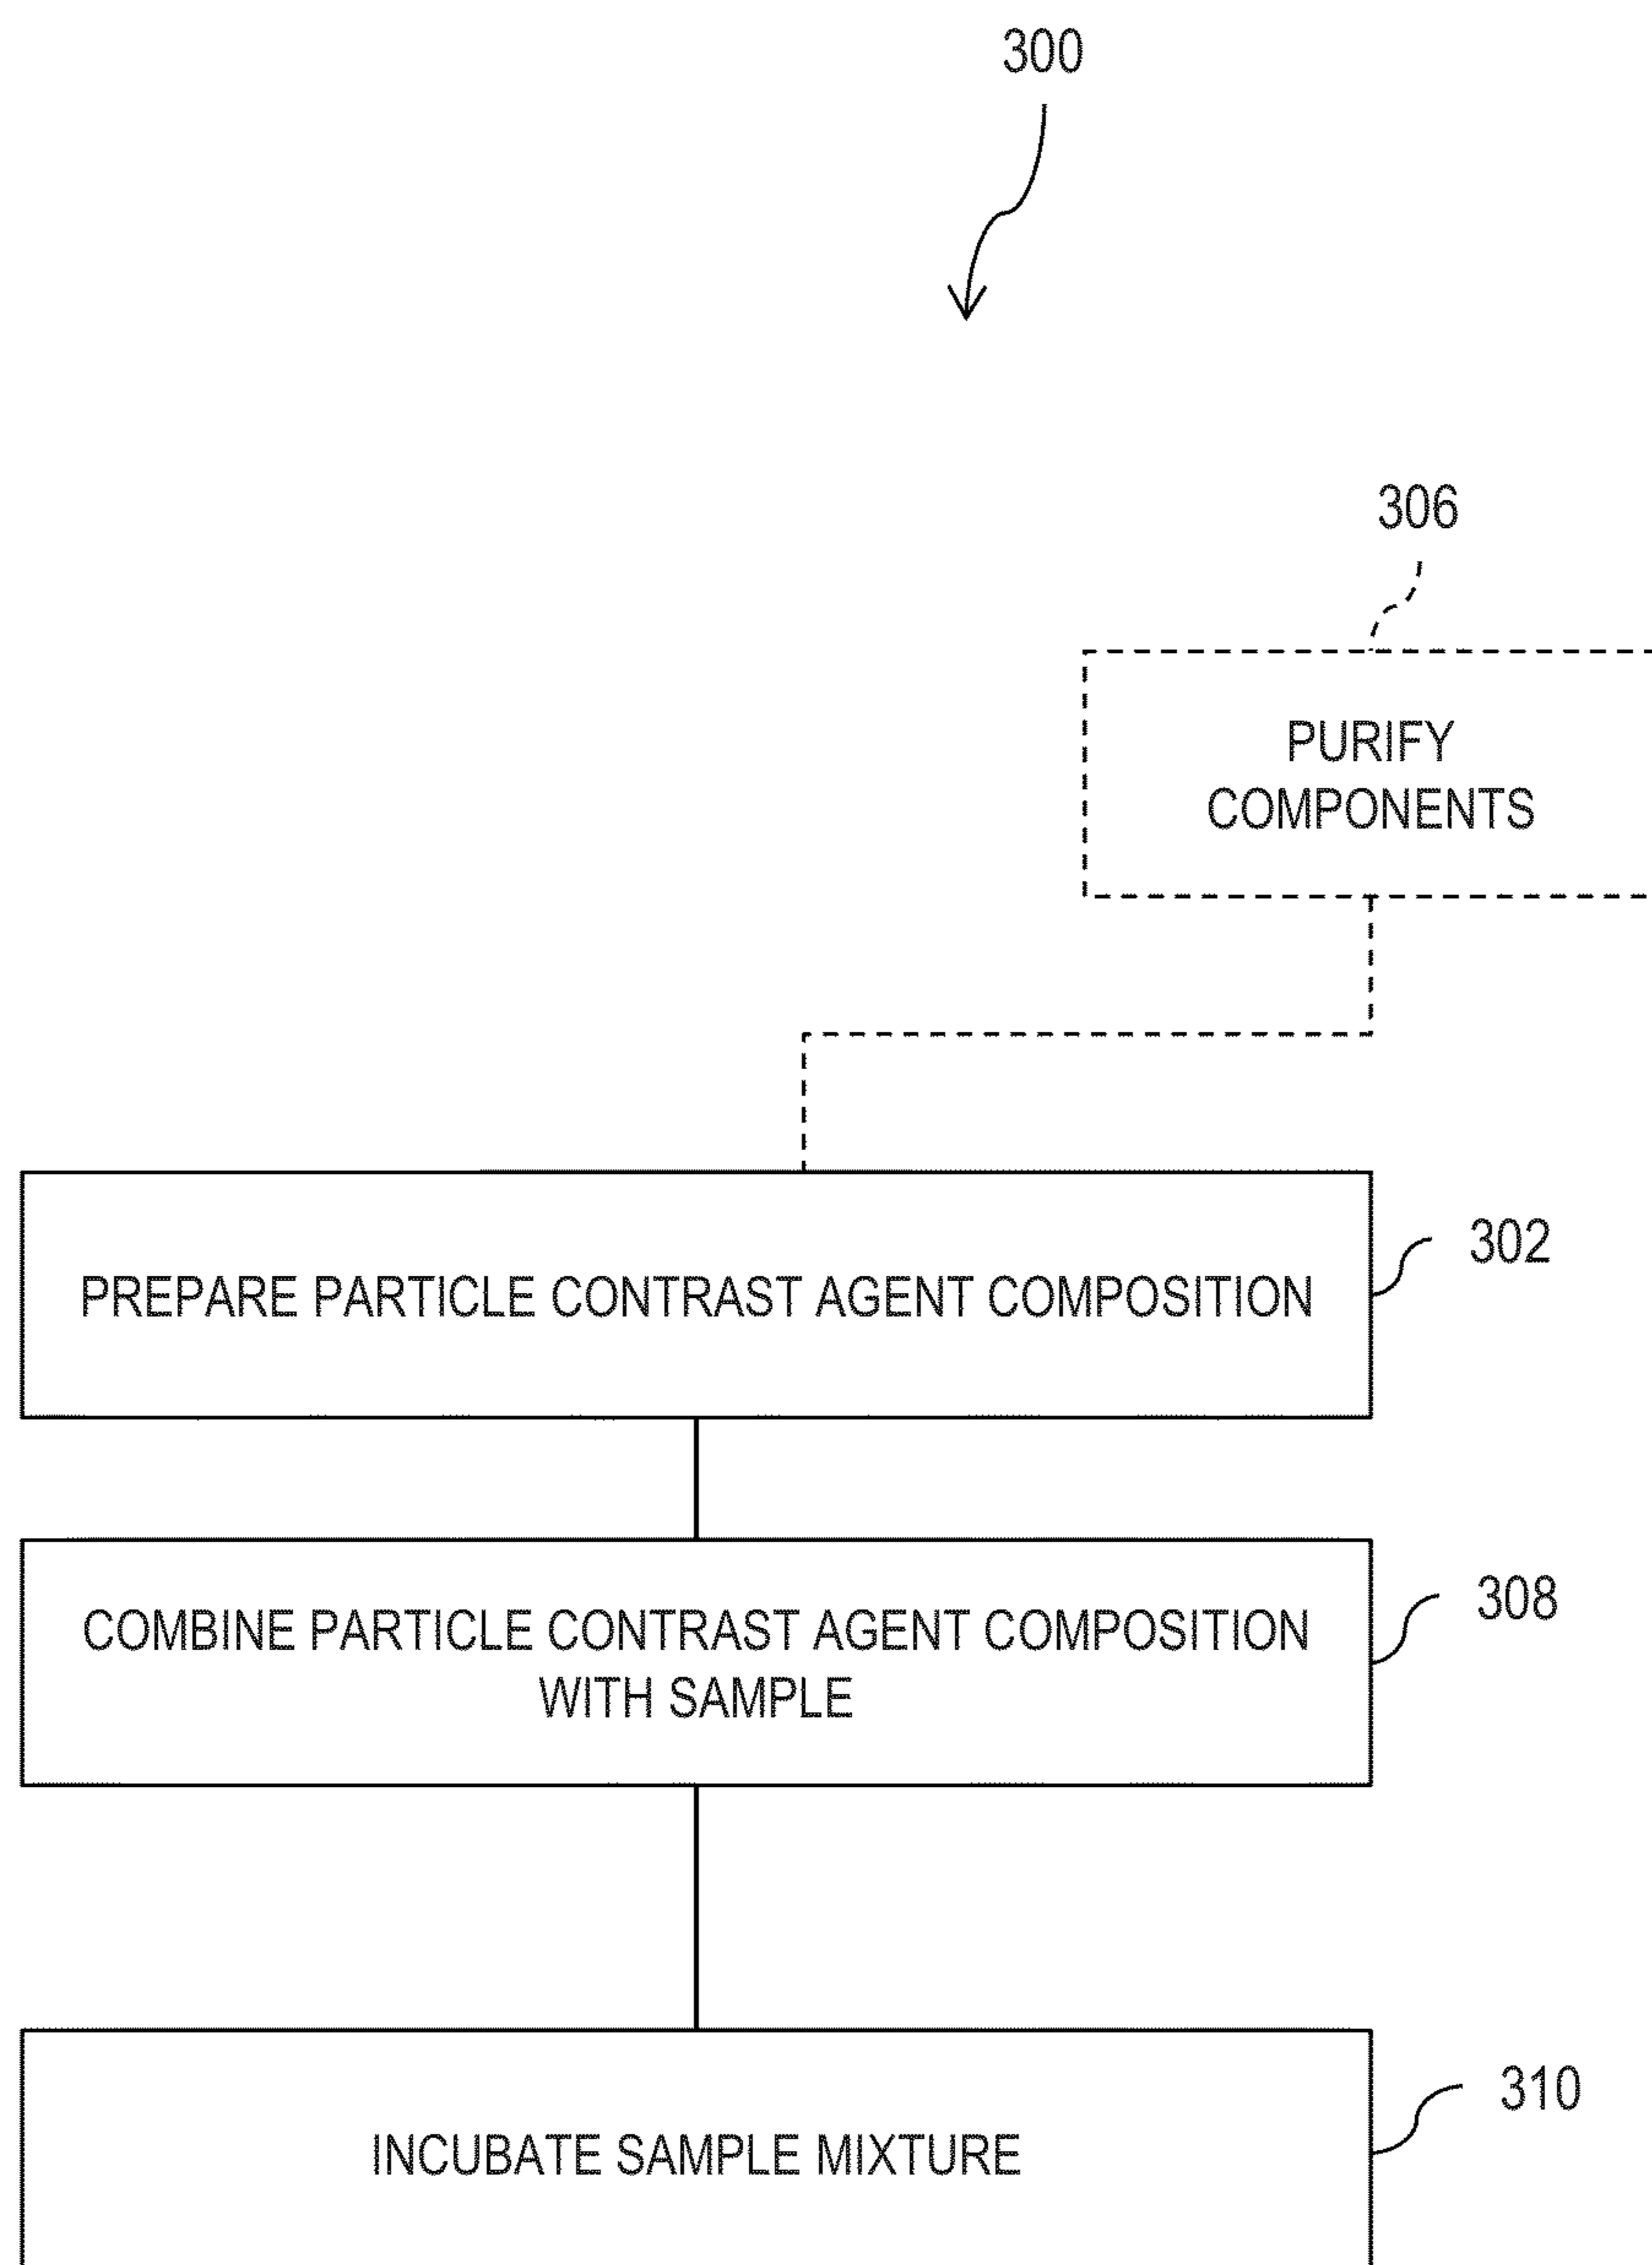 300
306
PURIFY
COMPONENTS
302
PREPARE PARTICLE CONTRAST AGENT COMPOSITION
308
COMBINE PARTICLE CONTRAST AGENT COMPOSITION
WITH SAMPLE
310
INCUBATE SAMPLE MIXTURE